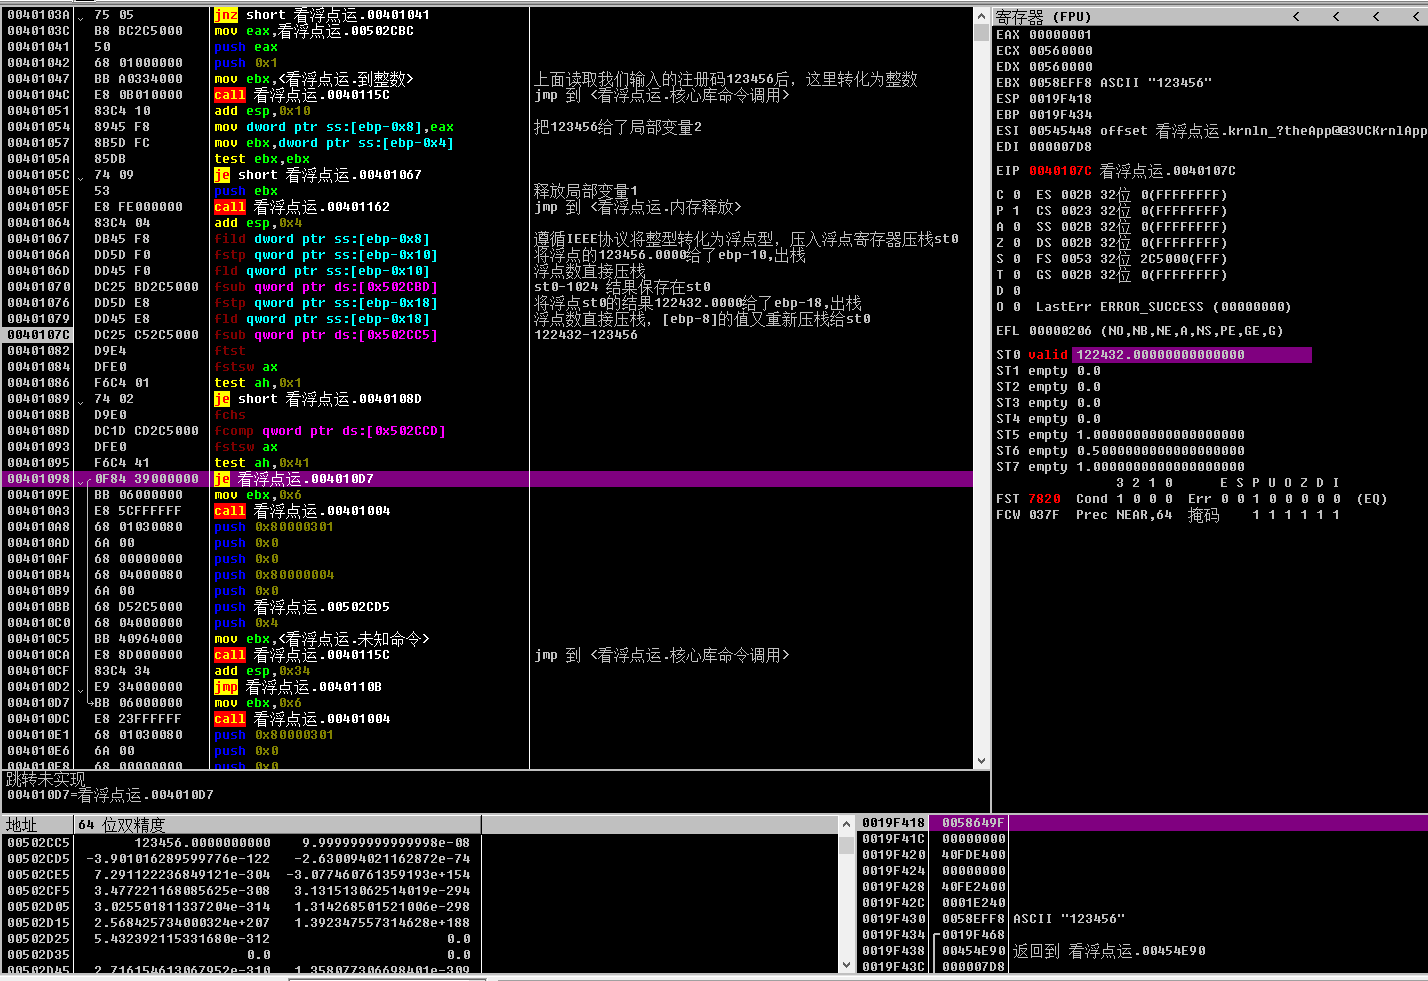 0040103A 75 05 jnz short 看浮点运.00401041
0040103C B8 BC2C5000 mov eax,看浮点运.00502CBC
00401041 50 push eax
00401042 68 01000000 push 0x1
00401047 BB A0334000 mov ebx,<看浮点运.到整数> 上面读取我们输入的注册码123456后，这里转化为整数
0040104C E8 0B010000 call 看浮点运.0040115C jmp 到 <看浮点运.核心库命令调用>
00401051 83C4 10 add esp,0x10
00401054 8945 F8 mov dword ptr ss:[ebp-0x8],eax 把123456给了局部变量2
00401057 8B5D FC mov ebx,dword ptr ss:[ebp-0x4]
0040105A 85DB test ebx,ebx
0040105C 74 09 je short 看浮点运.00401067
0040105E 53 push ebx 释放局部变量1
0040105F E8 FE000000 call 看浮点运.00401162 jmp 到 <看浮点运.内存释放>
00401064 83C4 04 add esp,0x4
00401067 DB45 F8 fild dword ptr ss:[ebp-0x8] 遵循IEEE协议将整型转化为浮点型，压入浮点寄存器压栈st0
0040106A DD5D F0 fstp qword ptr ss:[ebp-0x10] 将浮点的123456.0000给了ebp-10,出栈
0040106D DD45 F0 fld qword ptr ss:[ebp-0x10] 浮点数直接压栈
00401070 DC25 BD2C5000 fsub qword ptr ds:[0x502CBD] st0-1024 结果保存在st0
00401076 DD5D E8 fstp qword ptr ss:[ebp-0x18] 将浮点st0的结果122432.0000给了ebp-18,出栈
00401079 DD45 E8 fld qword ptr ss:[ebp-0x18] 浮点数直接压栈，[ebp-8]的值又重新压栈给st0
0040107C DC25 C52C5000 fsub qword ptr ds:[0x502CC5] 122432-123456
00401082 D9E4 ftst
00401084 DFE0 fstsw ax
00401086 F6C4 01 test ah,0x1
00401089 74 02 je short 看浮点运.0040108D
0040108B D9E0 fchs
0040108D DC1D CD2C5000 fcomp qword ptr ds:[0x502CCD]
00401093 DFE0 fstsw ax
00401095 F6C4 41 test ah,0x41
00401098 0F84 39000000 je 看浮点运.004010D7
0040109E BB 06000000 mov ebx,0x6
004010A3 E8 5CFFFFFF call 看浮点运.00401004
004010A8 68 01030080 push 0x80000301
004010AD 6A 00 push 0x0
004010AF 68 00000000 push 0x0
004010B4 68 04000080 push 0x80000004
004010B9 6A 00 push 0x0
004010BB 68 D52C5000 push 看浮点运.00502CD5
004010C0 68 04000000 push 0x4
004010C5 BB 40964000 mov ebx,<看浮点运.未知命令>
004010CA E8 8D000000 call 看浮点运.0040115C jmp 到 <看浮点运.核心库命令调用>
004010CF 83C4 34 add esp,0x34
004010D2 E9 34000000 jmp 看浮点运.0040110B
004010D7 BB 06000000 mov ebx,0x6
004010DC E8 23FFFFFF call 看浮点运.00401004
004010E1 68 01030080 push 0x80000301
004010E6 6A 00 push 0x0
004010E8 68 00000000 push 0x0
跳转未实现
004010D7=看浮点运.004010D7
寄存器 (FPU) < < < <
EAX 00000001
ECX 00560000
EDX 00560000
EBX 0058EFF8 ASCII "123456"
ESP 0019F418
EBP 0019F434
ESI 00545448 offset 看浮点运.krnln_?theApp@@3VCKrnlApp
EDI 000007D8
EIP 0040107C 看浮点运.0040107C
C 0 ES 002B 32位 0(FFFFFFFF)
P 1 CS 0023 32位 0(FFFFFFFF)
A 0 SS 002B 32位 0(FFFFFFFF)
Z 0 DS 002B 32位 0(FFFFFFFF)
S 0 FS 0053 32位 2C5000(FFF)
T 0 GS 002B 32位 0(FFFFFFFF)
D 0
O 0 LastErr ERROR_SUCCESS (00000000)
EFL 00000206 (NO,NB,NE,A,NS,PE,GE,G)
ST0 valid 122432.00000000000000
ST1 empty 0.0
ST2 empty 0.0
ST3 empty 0.0
ST4 empty 0.0
ST5 empty 1.0000000000000000000
ST6 empty 0.5000000000000000000
ST7 empty 1.0000000000000000000
3 2 1 0 E S P U O Z D I
FST 7820 Cond 1 0 0 0 Err 0 0 1 0 0 0 0 0 (EQ)
FCW 037F Prec NEAR,64 掩码 1 1 1 1 1 1
地址 64 位双精度
00502CC5 123456.0000000000 9.999999999999998e-08
00502CD5 -3.901016289599776e-122 -2.630094021162872e-74
00502CE5 7.291122236849121e-304 -3.077460761359193e+154
00502CF5 3.477221168085625e-308 3.131513062514019e-294
00502D05 3.025501811337204e-314 1.314268501521006e-298
00502D15 2.568425734000324e+207 1.392347557314628e+188
00502D25 5.432392115331680e-312 0.0
00502D35 0.0 0.0
00502D45 2.716154613067952e-310 1.358077306698401e-309
0019F418 0058649F
0019F41C 00000000
0019F420 40FDE400
0019F424 00000000
0019F428 40FE2400
0019F42C 0001E240
0019F430 0058EFF8 ASCII "123456"
0019F434 0019F468
0019F438 00454E90 返回到 看浮点运.00454E90
0019F43C 000007D8